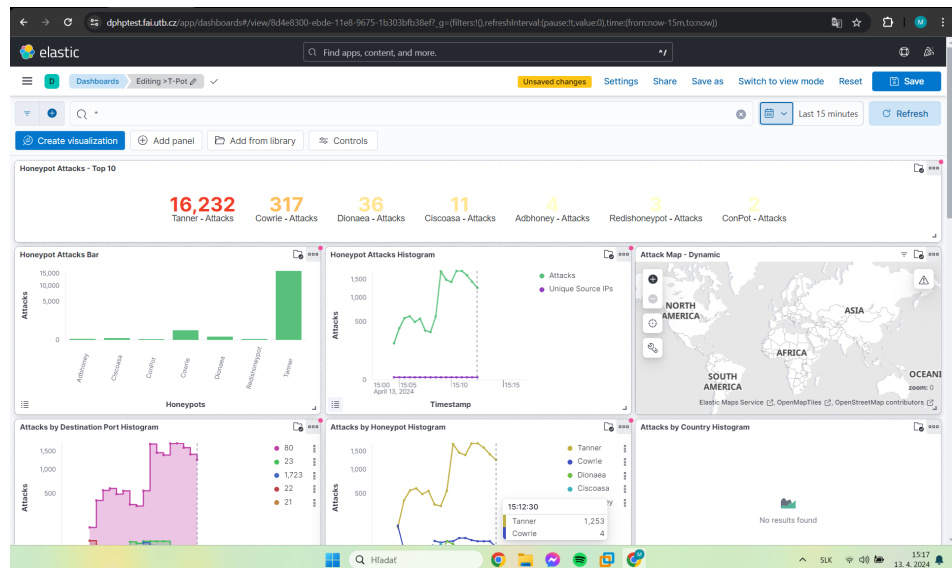 dphptest.fai.utb.cz/app/dashboards#/view/8d4e8300-ebde-11e8-9675-1b303bfb38ef?_g=(filters:!(),refreshInterval:(pause:!t,value:0),time:(from:now-15m,to:now))
M
elastic
Find apps, content, and more.
^/
D
Dashboards
Editing >T-Pot
Unsaved changes
Settings
Share
Save as
Switch to view mode
Reset
Save
*
Last 15 minutes
Refresh
Create visualization
Add panel
Add from library
Controls
Honeypot Attacks - Top 10
16,232
317
36
11
4
3
2
Tanner - Attacks
Cowrie - Attacks
Dionaea - Attacks
Ciscoasa - Attacks
Adbhoney - Attacks
Redishoneypot - Attacks
ConPot - Attacks
Honeypot Attacks Bar
15,000
10,000
5,000
0
Attacks
Adbhoney
Ciscoasa
ConPot
Cowrie
Dionaea
Redishoneypot
Tanner
Honeypots
Honeypot Attacks Histogram
1,500
1,000
500
0
Attacks
15:00
15:05
15:10
15:15
April 13, 2024
Timestamp
Attacks
Unique Source IPs
Attack Map - Dynamic
NORTH
AMERICA
ASIA
AFRICA
SOUTH
AMERICA
OCEANI
zoom: 0
Elastic Maps Service
, OpenMapTiles
, OpenStreetMap contributors
Attacks by Destination Port Histogram
1,500
1,000
500
Attacks
80
23
1,723
22
21
Attacks by Honeypot Histogram
1,500
1,000
500
Attacks
Tanner
Cowrie
Dionaea
Ciscoasa
15:12:30
Tanner 1,253
Cowrie 4
Attacks by Country Histogram
No results found
Hľadať
SLK
15:17
13. 4. 2024